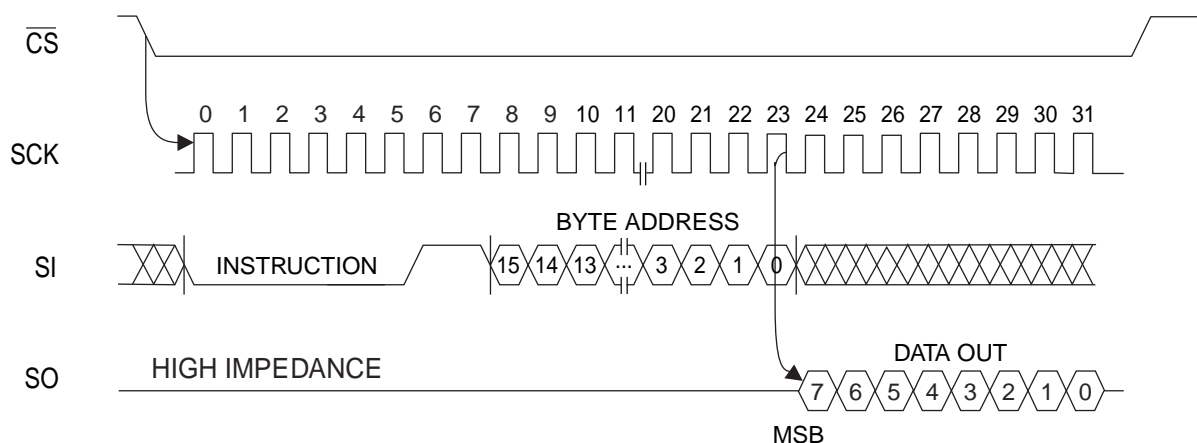 CS
0 1 2 3 4 5 6 7 8 9 10 11 20 21 22 23 24 25 26 27 28 29 30 31
SCK
BYTE ADDRESS
SI INSTRUCTION 15 14 13 ... 3 2 1 0
HIGH IMPEDANCE DATA OUT
SO 7 6 5 4 3 2 1 0
MSB